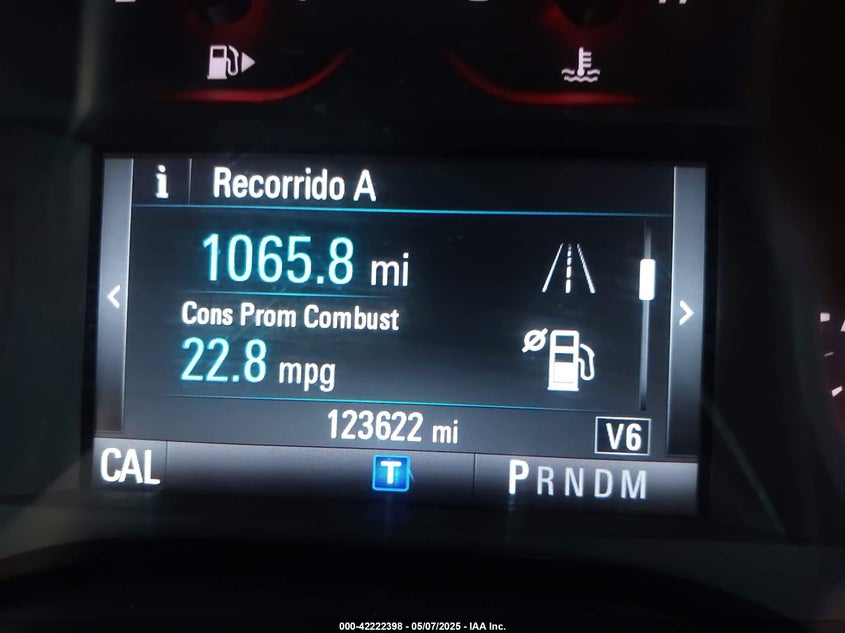 i Recorrido A
1065.8 mi
Cons Prom Combust
22.8 mpg
123622 mi V6
CAL T PRNDM
000-42222398 - 05/07/2025 - IAA Inc.